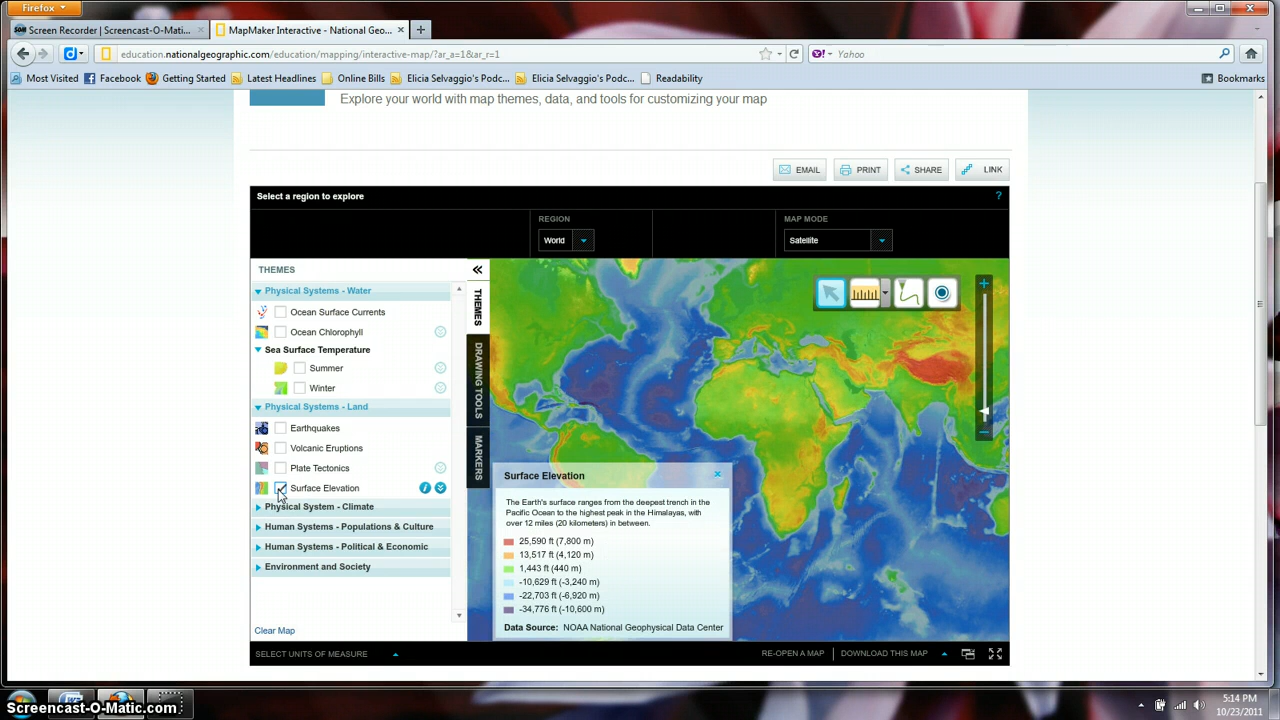 Firefox
Screen Recorder | Screencast-O-Mati...
MapMaker Interactive - National Geo...
education.nationalgeographic.com/education/mapping/interactive-map/?ar_a=1&ar_r=1
Yahoo
Most Visited
Facebook
Getting Started
Latest Headlines
Online Bills
Elicia Selvaggio's Podc...
Elicia Selvaggio's Podc...
Readability
Bookmarks
Explore your world with map themes, data, and tools for customizing your map
EMAIL
PRINT
SHARE
LINK
Select a region to explore
?
REGION
World
MAP MODE
Satellite
THEMES
Physical Systems - Water
Ocean Surface Currents
Ocean Chlorophyll
Sea Surface Temperature
Summer
Winter
Physical Systems - Land
Earthquakes
Volcanic Eruptions
Plate Tectonics
Surface Elevation
Physical System - Climate
Human Systems - Populations & Culture
Human Systems - Political & Economic
Environment and Society
Clear Map
THEMES
DRAWING TOOLS
MARKERS
Surface Elevation
The Earth's surface ranges from the deepest trench in the
Pacific Ocean to the highest peak in the Himalayas, with
over 12 miles (20 kilometers) in between.
25,590 ft (7,800 m)
13,517 ft (4,120 m)
1,443 ft (440 m)
-10,629 ft (-3,240 m)
-22,703 ft (-6,920 m)
-34,776 ft (-10,600 m)
Data Source: NOAA National Geophysical Data Center
SELECT UNITS OF MEASURE
RE-OPEN A MAP
DOWNLOAD THIS MAP
Screencast-O-Matic.com
5:14 PM
10/23/2011